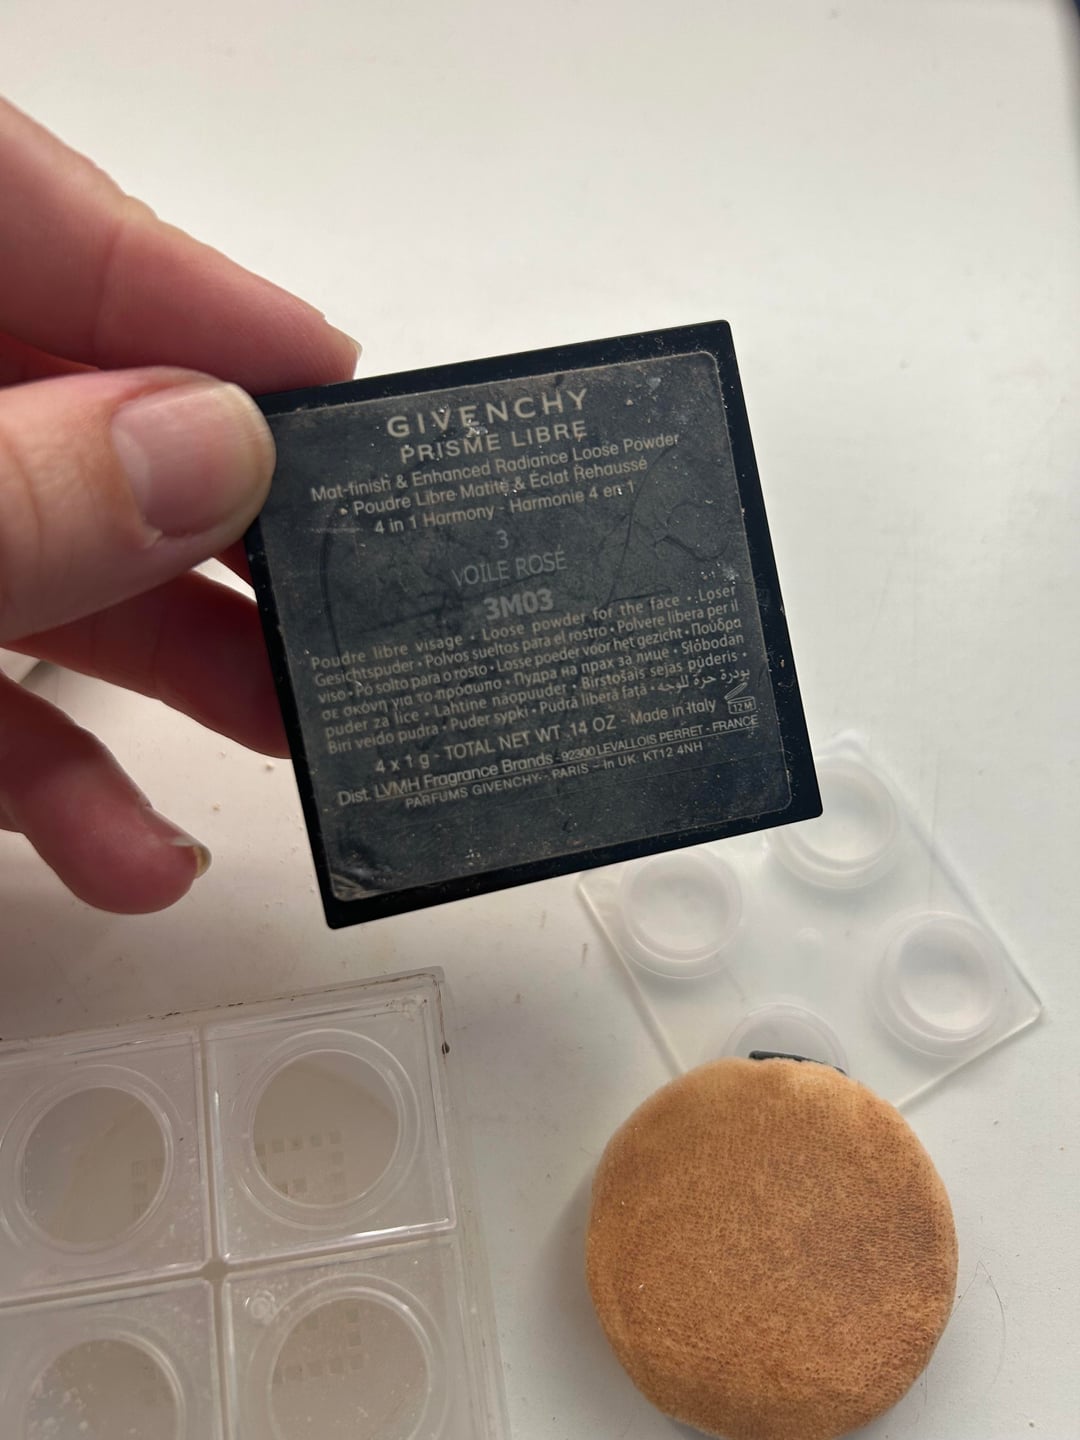 GIVENCHY
PRISME LIBRE
Mat-finish & Enhanced Radiance Loose Powder
• Poudre Libre Matité & Éclat Rehaussé
4 in 1 Harmony - Harmonie 4 en 1
3
VOILE ROSÉ
3M03
Poudre libre visage • Loose powder for the face • Loser
Gesichtspuder • Polvos sueltos para el rostro • Polvere libera per il
viso • Pó solto para o rosto • Losse poeder voor het gezicht • Πούδρα
σε σκόνη για το πρόσωπο • Пудра на прах за лице • Slobodan
puder za lice • Lahtine näopuuder • Birstošais sejas pūderis •
Biri veido pudra • Puder sypki • Pudră liberă față • بودرة حرة للوجه
4 x 1 g - TOTAL NET WT .14 OZ - Made in Italy 12 M
Dist. LVMH Fragrance Brands - 92300 LEVALLOIS PERRET - FRANCE
PARFUMS GIVENCHY - PARIS - In UK: KT12 4NH